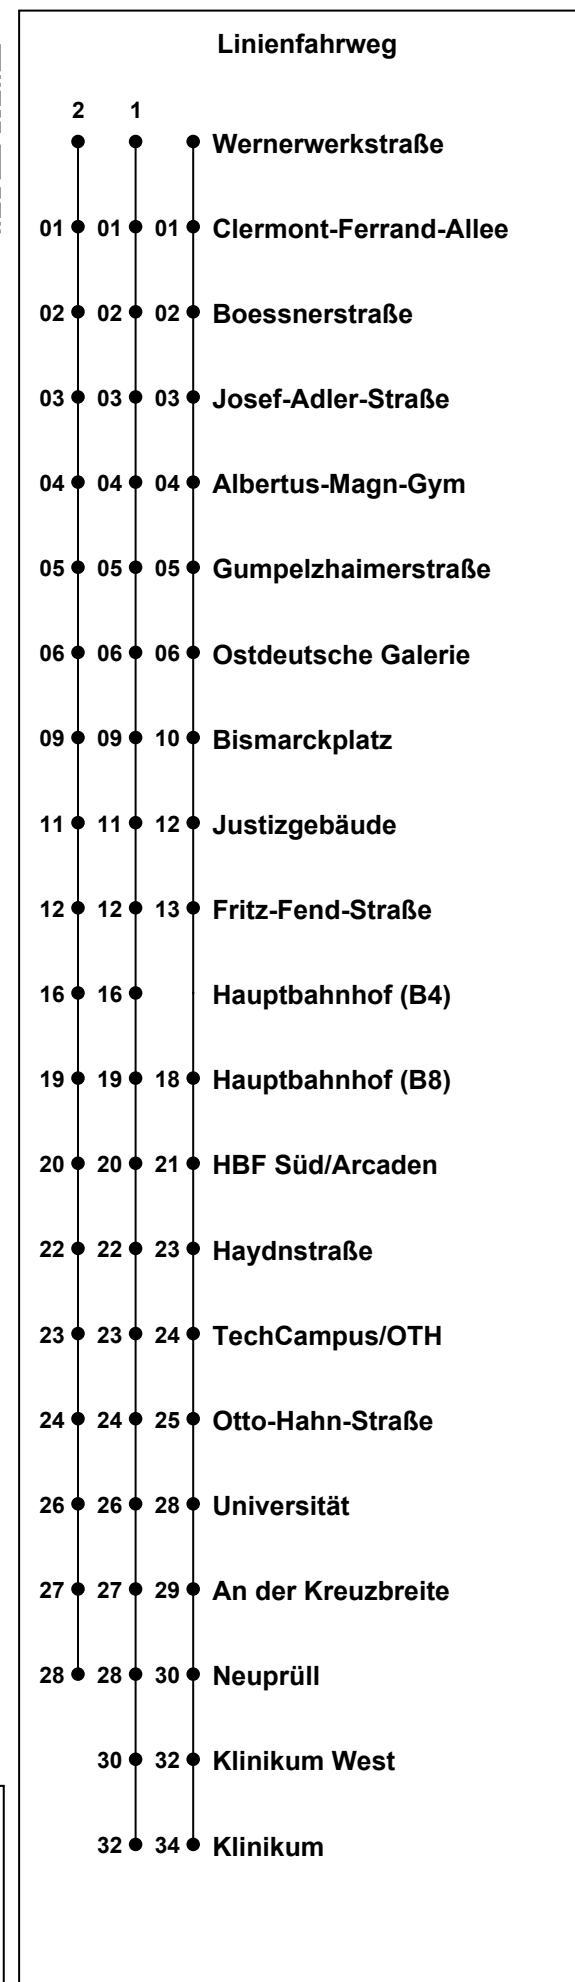 Linienfahrweg
2 1
Wernerwerkstraße
01 01 01 Clermont-Ferrand-Allee
02 02 02 Boessnerstraße
03 03 03 Josef-Adler-Straße
04 04 04 Albertus-Magn-Gym
05 05 05 Gumpelzhaimerstraße
06 06 06 Ostdeutsche Galerie
09 09 10 Bismarckplatz
11 11 12 Justizgebäude
12 12 13 Fritz-Fend-Straße
16 16 Hauptbahnhof (B4)
19 19 18 Hauptbahnhof (B8)
20 20 21 HBF Süd/Arcaden
22 22 23 Haydnstraße
23 23 24 TechCampus/OTH
24 24 25 Otto-Hahn-Straße
26 26 28 Universität
27 27 29 An der Kreuzbreite
28 28 30 Neuprüll
30 32 Klinikum West
32 34 Klinikum